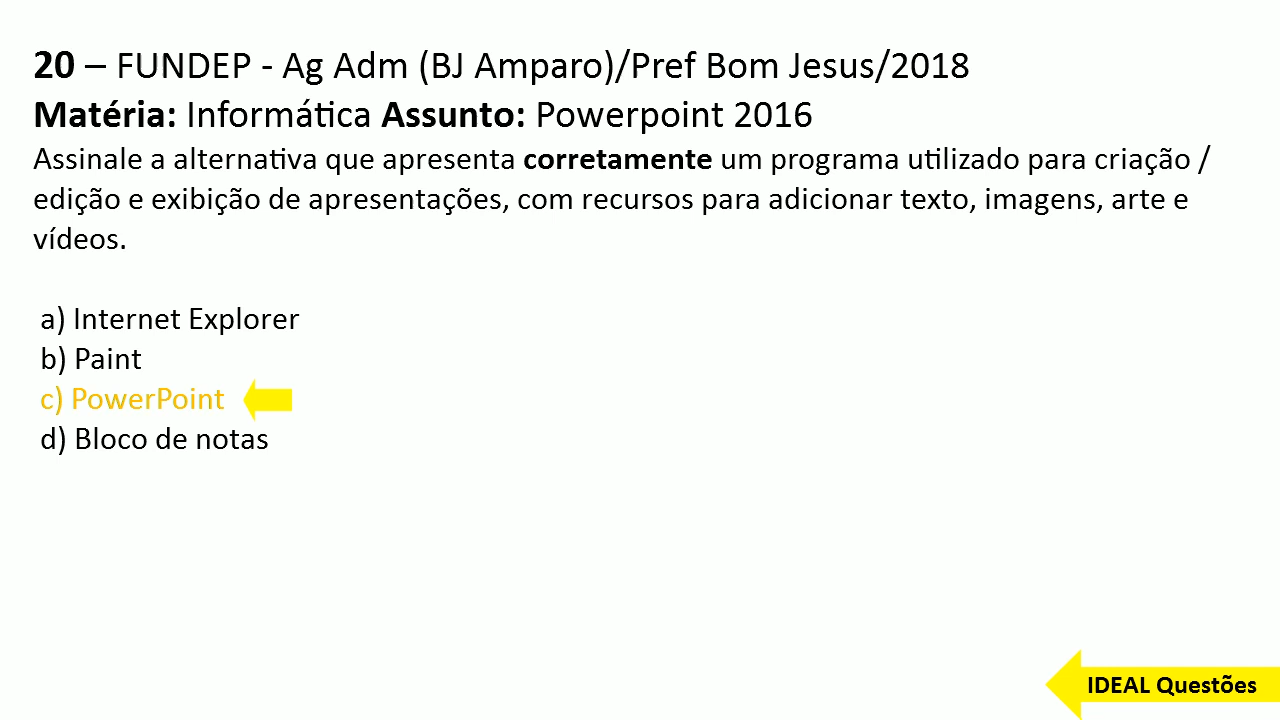 20 – FUNDEP - Ag Adm (BJ Amparo)/Pref Bom Jesus/2018
Matéria: Informática Assunto: Powerpoint 2016
Assinale a alternativa que apresenta corretamente um programa utilizado para criação /
edição e exibição de apresentações, com recursos para adicionar texto, imagens, arte e
vídeos.
a) Internet Explorer
b) Paint
c) PowerPoint
d) Bloco de notas
IDEAL Questões